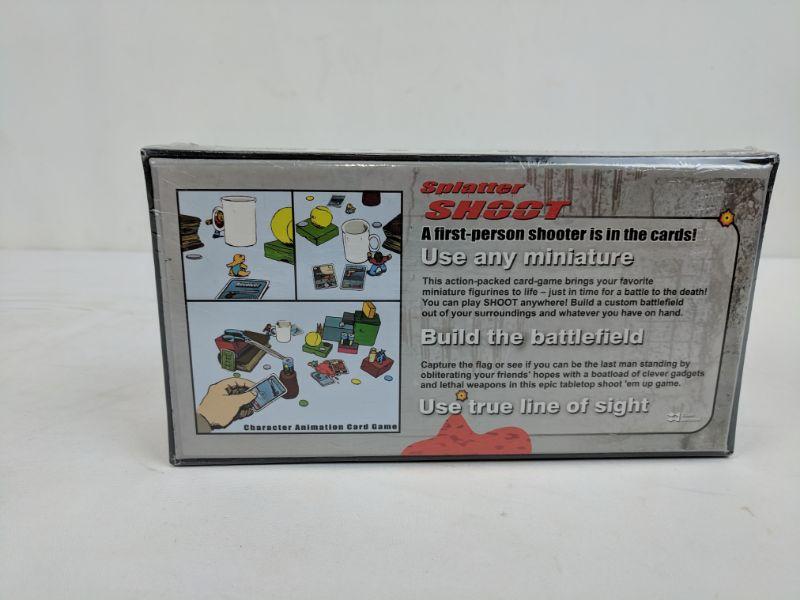 Splatter
SHOOT
A first-person shooter is in the cards!
Use any miniature
This action-packed card-game brings your favorite
miniature figurines to life – just in time for a battle to the death!
You can play SHOOT anywhere! Build a custom battlefield
out of your surroundings and whatever you have on hand.
Build the battlefield
Capture the flag or see if you can be the last man standing by
obliterating your friends' hopes with a boatload of clever gadgets
and lethal weapons in this epic tabletop shoot 'em up game.
Use true line of sight
Character Animation Card Game